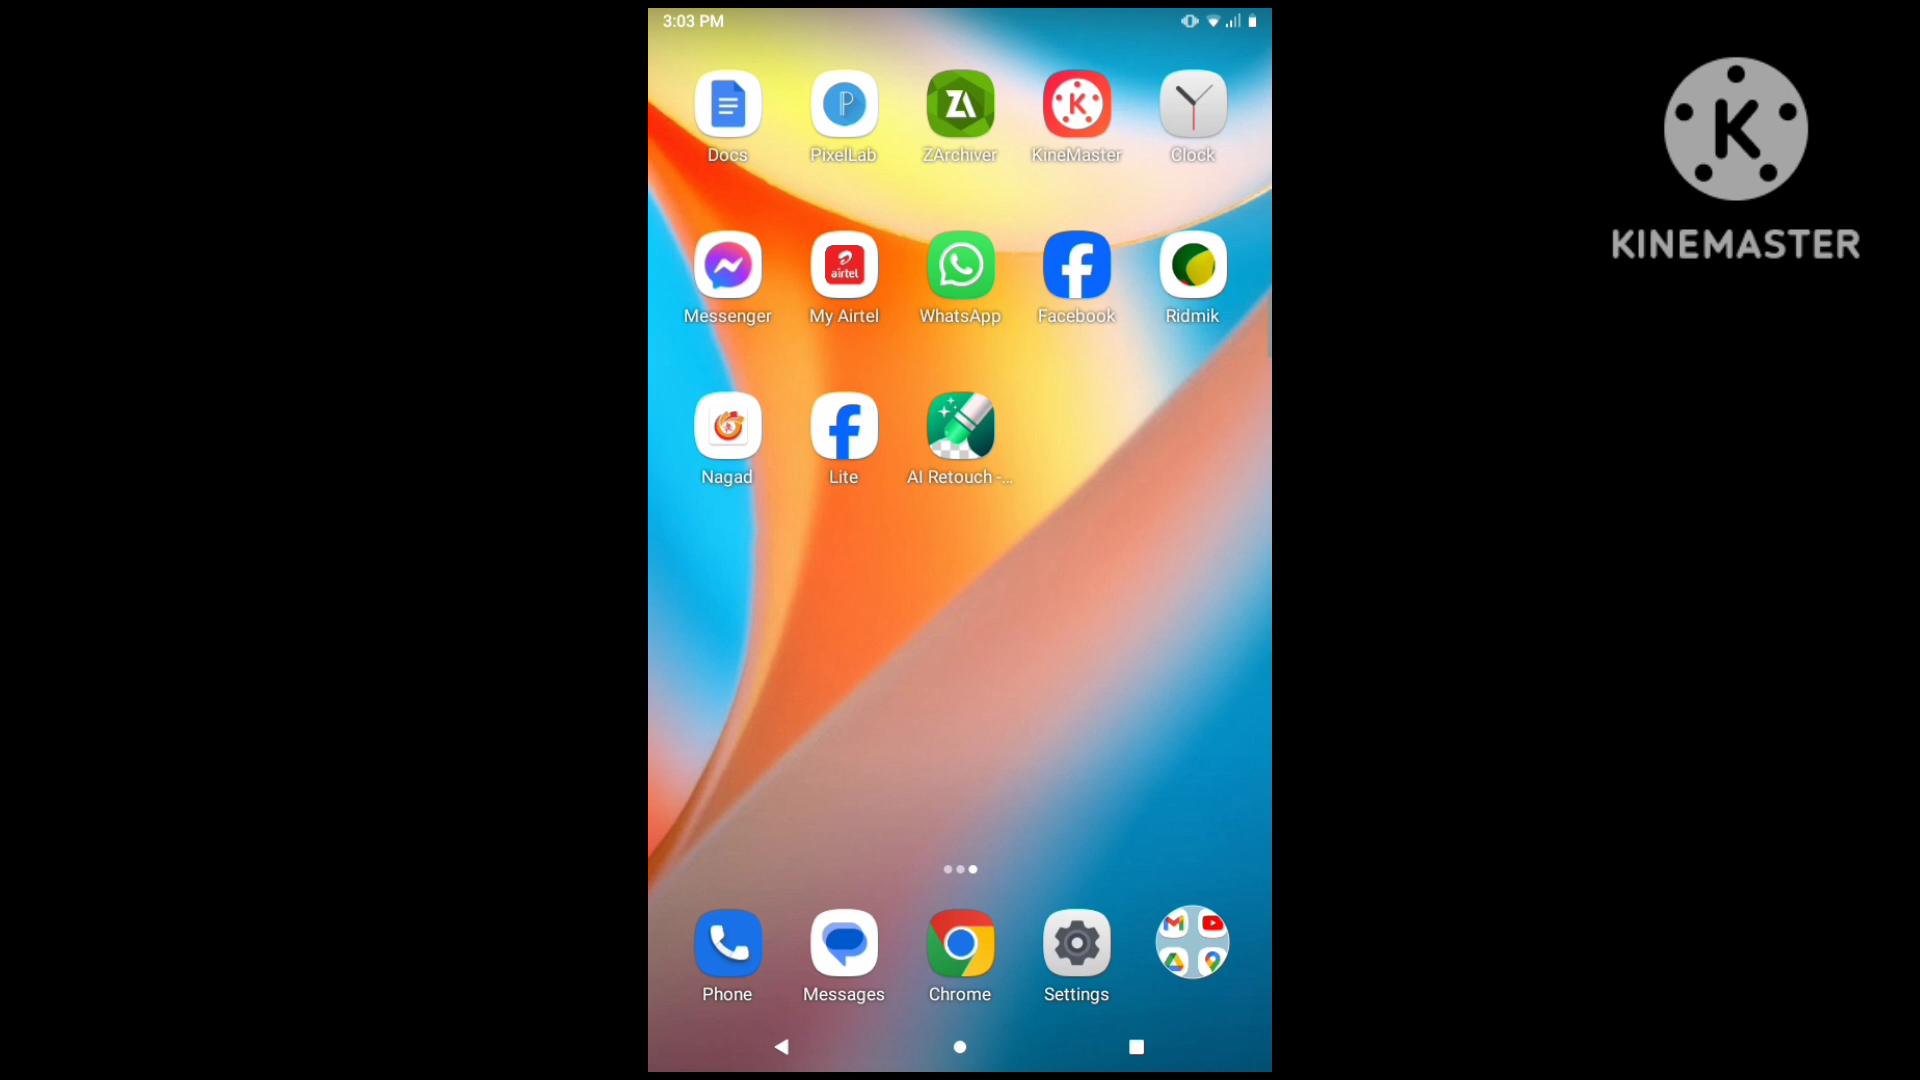 3:03 PM
Docs
PixelLab
ZArchiver
KineMaster
Clock
KINEMASTER
airtel
Messenger
My Airtel
WhatsApp
Facebook
Ridmik
Nagad
Lite
AI Retouch -...
Phone
Messages
Chrome
Settings